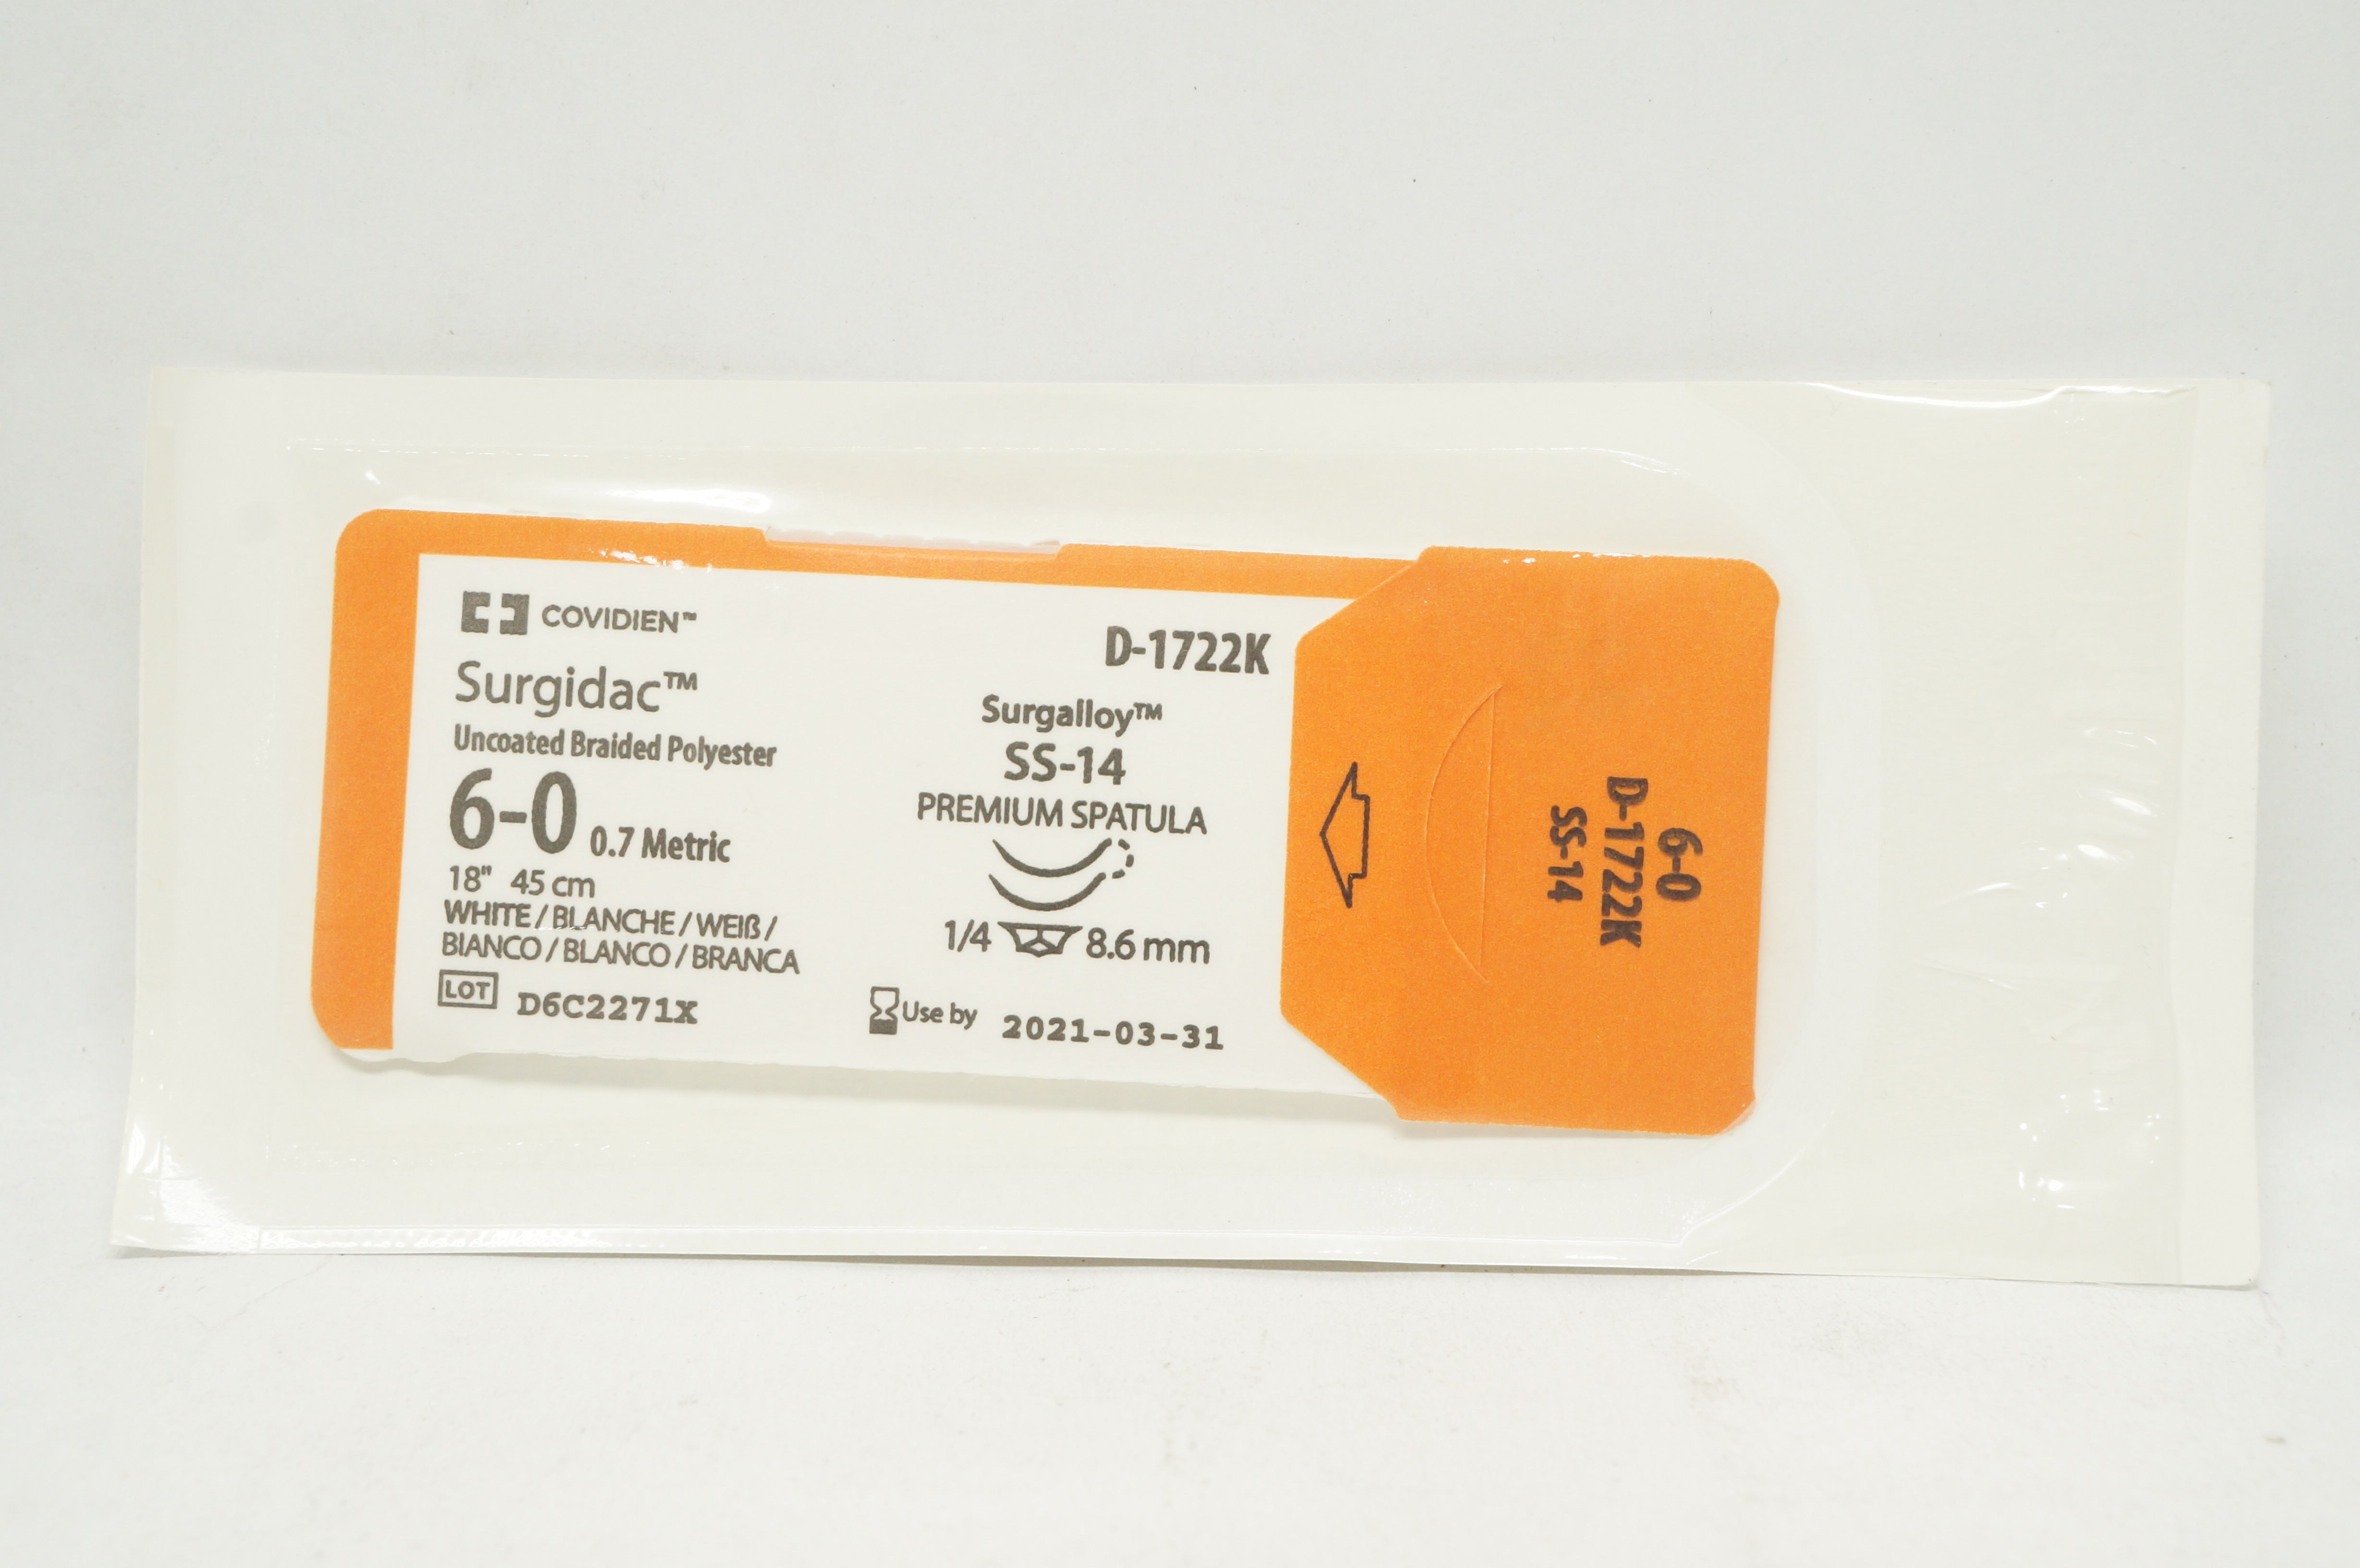 COVIDIEN™
Surgidac™
Uncoated Braided Polyester
6-0 0.7 Metric
18" 45 cm
WHITE / BLANCHE / WEIß /
BIANCO / BLANCO / BRANCA
LOT D6C2271X
D-1722K
Surgalloy™
SS-14
PREMIUM SPATULA
1/4 8.6 mm
Use by 2021-03-31
6-0
D-1722K
SS-14